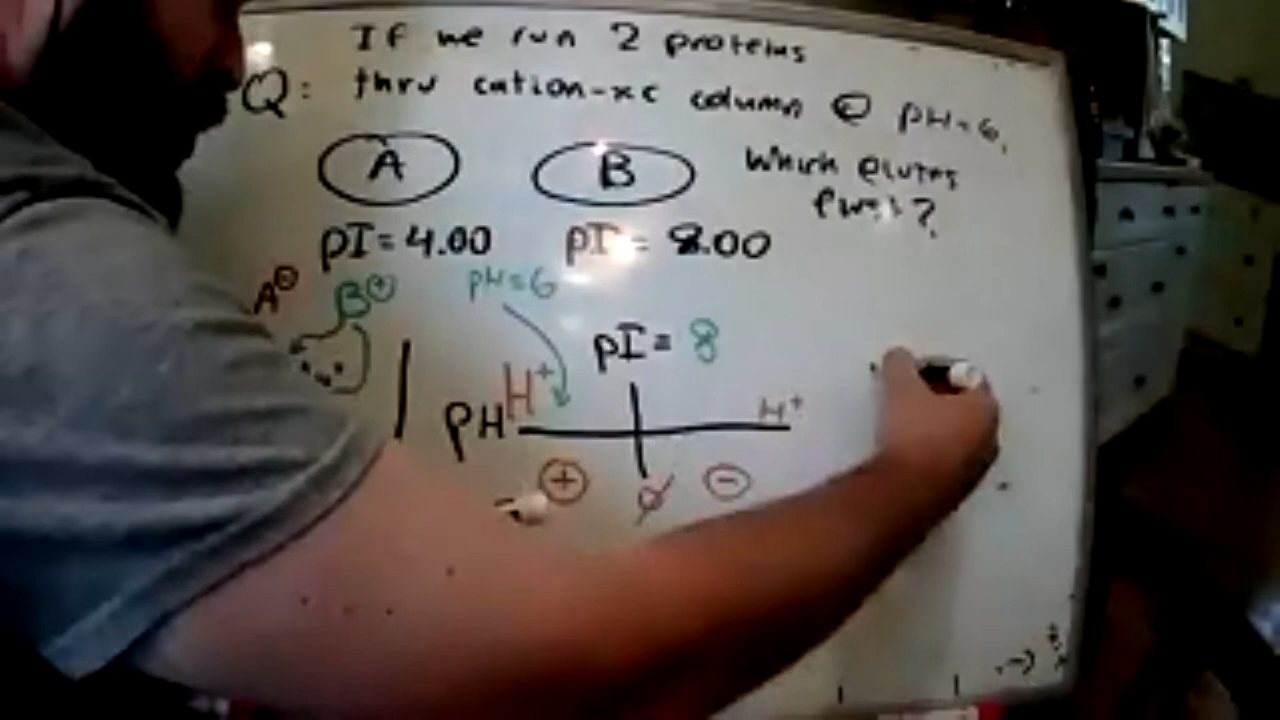 If we run 2 proteins
Q: thru cation-xc column @ pH=6,
A B Which elutes
first?
pI=4.00 pI=8.00
A⊖ B⊕ pH=6
pI=8
pH H+ H+
⊕ ∅ ⊖